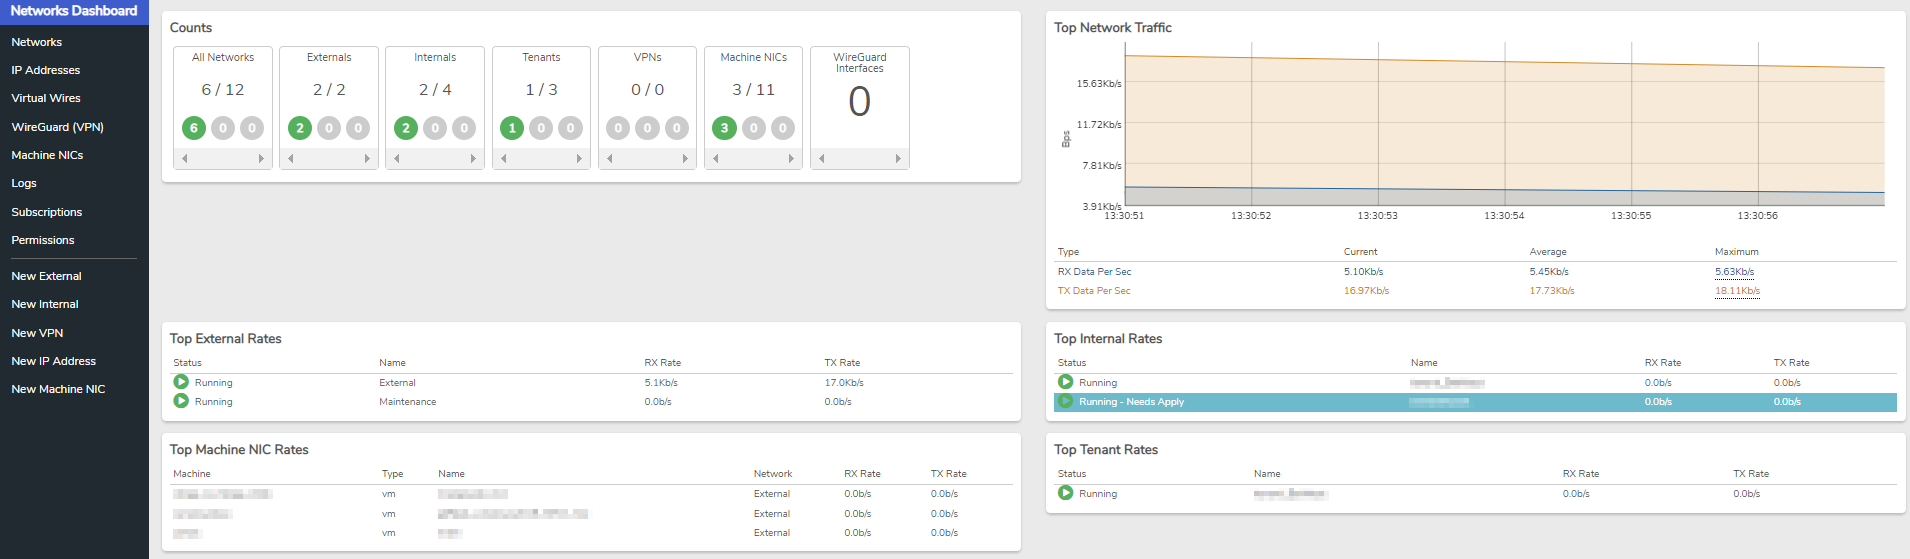 Networks Dashboard
Networks
IP Addresses
Virtual Wires
WireGuard (VPN)
Machine NICs
Logs
Subscriptions
Permissions
New External
New Internal
New VPN
New IP Address
New Machine NIC
Counts
All Networks
6 / 12
6 0 0
Externals
2 / 2
2 0 0
Internals
2 / 4
2 0 0
Tenants
1 / 3
1 0 0
VPNs
0 / 0
0 0 0
Machine NICs
3 / 11
3 0 0
WireGuard
Interfaces
0
Top Network Traffic
Bps
15.63Kb/s
11.72Kb/s
7.81Kb/s
3.91Kb/s
13:30:51 13:30:52 13:30:53 13:30:54 13:30:55 13:30:56
Type Current Average Maximum
RX Data Per Sec 5.10Kb/s 5.45Kb/s 5.63Kb/s
TX Data Per Sec 16.97Kb/s 17.73Kb/s 18.11Kb/s
Top External Rates
Status Name RX Rate TX Rate
Running External 5.1Kb/s 17.0Kb/s
Running Maintenance 0.0b/s 0.0b/s
Top Internal Rates
Status Name RX Rate TX Rate
Running 0.0b/s 0.0b/s
Running - Needs Apply 0.0b/s 0.0b/s
Top Machine NIC Rates
Machine Type Name Network RX Rate TX Rate
vm External 0.0b/s 0.0b/s
vm External 0.0b/s 0.0b/s
vm External 0.0b/s 0.0b/s
Top Tenant Rates
Status Name RX Rate TX Rate
Running 0.0b/s 0.0b/s